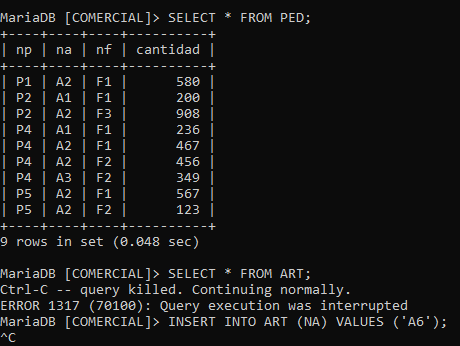 MariaDB [COMERCIAL]> SELECT * FROM PED;
+----+----+----+----------+
| np | na | nf | cantidad |
+----+----+----+----------+
| P1 | A2 | F1 |      580 |
| P2 | A1 | F1 |      200 |
| P2 | A2 | F3 |      908 |
| P4 | A1 | F1 |      236 |
| P4 | A2 | F1 |      467 |
| P4 | A2 | F2 |      456 |
| P4 | A3 | F2 |      349 |
| P5 | A2 | F1 |      567 |
| P5 | A2 | F2 |      123 |
+----+----+----+----------+
9 rows in set (0.048 sec)

MariaDB [COMERCIAL]> SELECT * FROM ART;
Ctrl-C -- query killed. Continuing normally.
ERROR 1317 (70100): Query execution was interrupted
MariaDB [COMERCIAL]> INSERT INTO ART (NA) VALUES ('A6');
^C